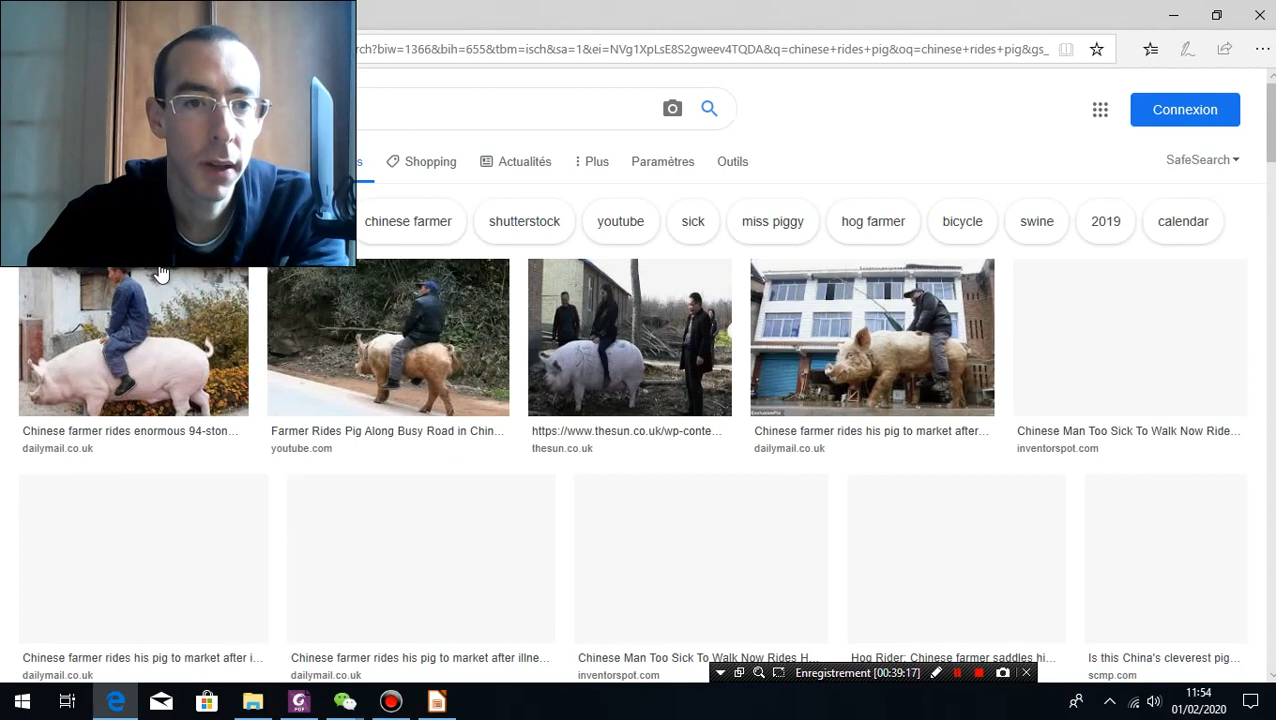 rch?biw=1366&bih=655&tbm=isch&sa=1&ei=NVg1XpLsE8S2gweev4TQDA&q=chinese+rides+pig&oq=chinese+rides+pig&gs_
Connexion
s Shopping Actualités Plus Paramètres Outils SafeSearch
chinese farmer shutterstock youtube sick miss piggy hog farmer bicycle swine 2019 calendar
Chinese farmer rides enormous 94-ston... Farmer Rides Pig Along Busy Road in Chin... https://www.thesun.co.uk/wp-conte... Chinese farmer rides his pig to market after... Chinese Man Too Sick To Walk Now Ride...
dailymail.co.uk youtube.com thesun.co.uk dailymail.co.uk inventorspot.com
Chinese farmer rides his pig to market after i... Chinese farmer rides his pig to market after illne... Chinese Man Too Sick To Walk Now Rides H... Hog Rider: Chinese farmer saddles hi... Is this China's cleverest pig...
dailymail.co.uk dailymail.co.uk inventorspot.com scmp.com
Enregistrement [00:39:17]
11:54
01/02/2020